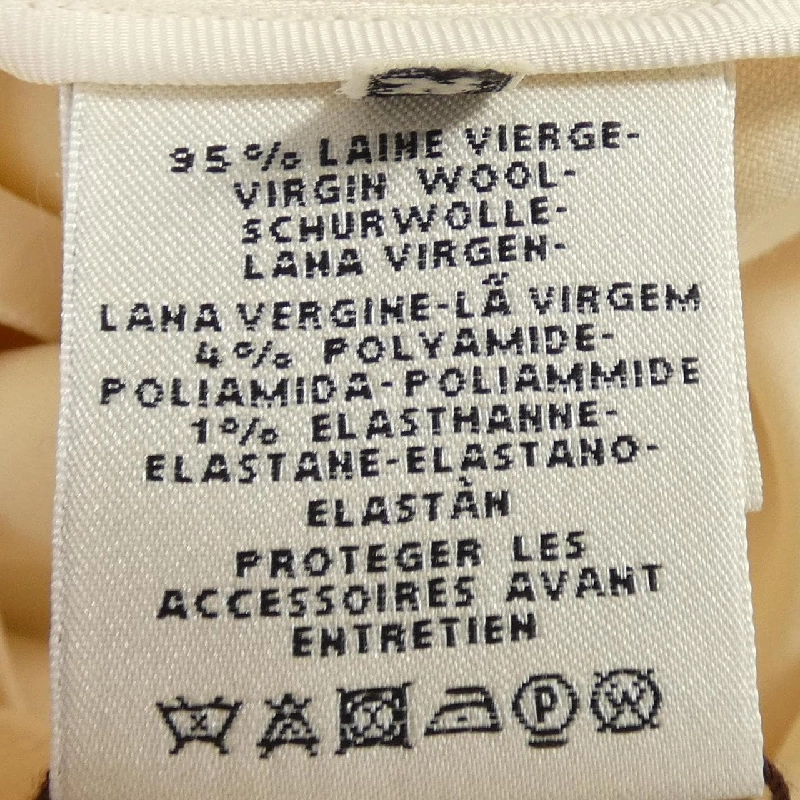 95% LAINE VIERGE-
VIRGIN WOOL-
SCHURWOLLE-
LANA VIRGEN-
LANA VERGINE-LÃ VIRGEM
4% POLYAMIDE-
POLIAMIDA-POLIAMMIDE
1% ELASTHANNE-
ELASTANE-ELASTANO-
ELASTÀN
PROTEGER LES
ACCESSOIRES AVANT
ENTRETIEN
P W